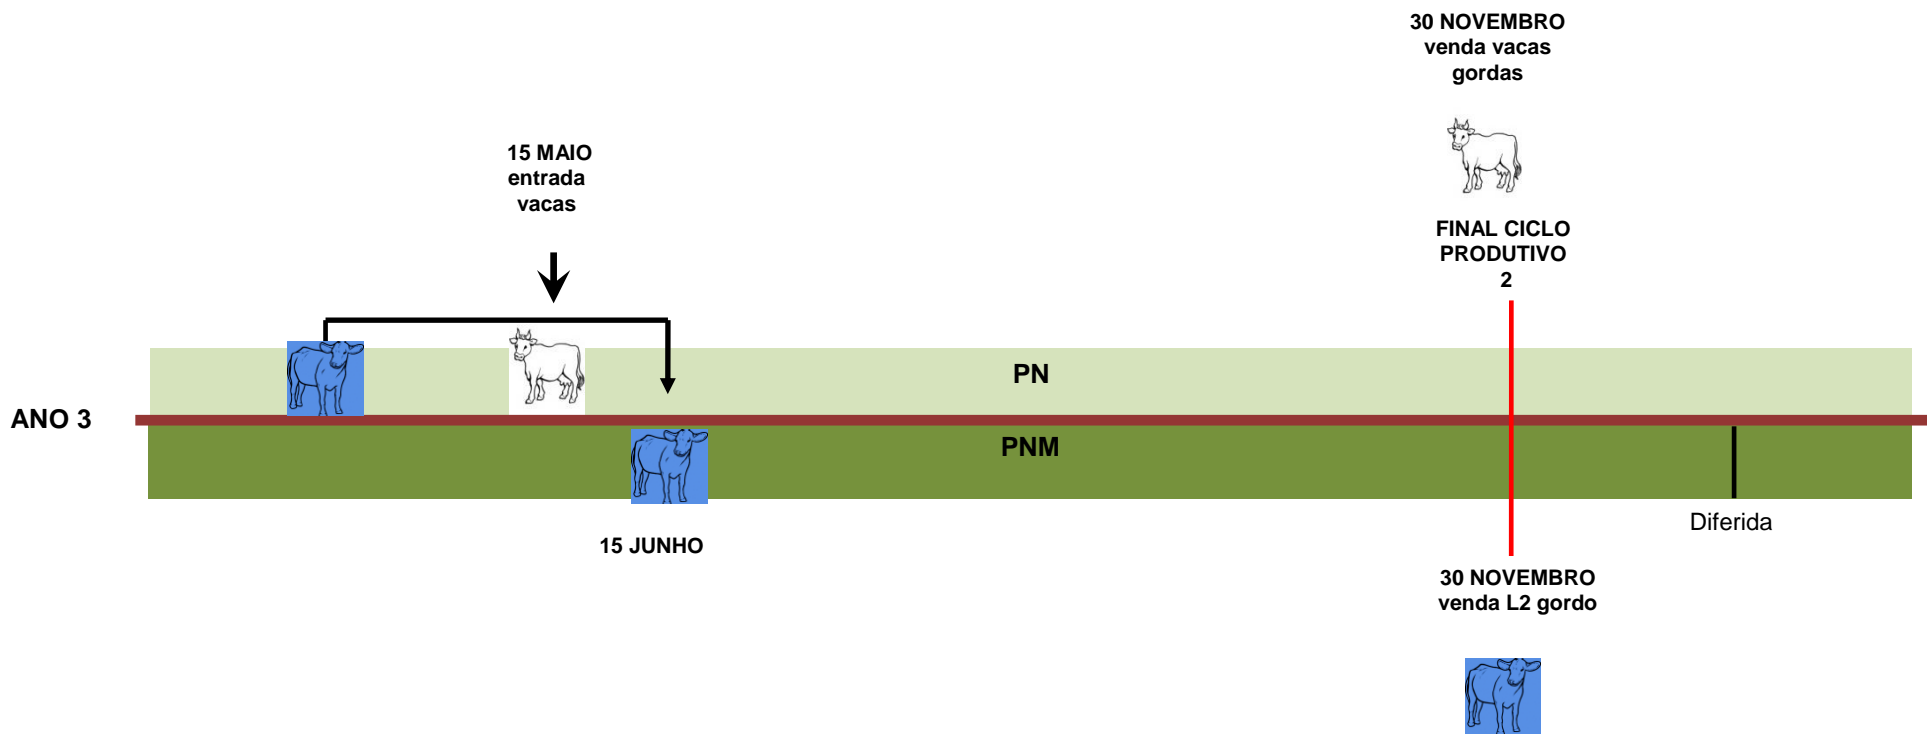 30 NOVEMBRO
venda vacas
gordas
15 MAIO
entrada
vacas
FINAL CICLO
PRODUTIVO
2
PN
ANO 3
PNM
Diferida
15 JUNHO
30 NOVEMBRO
venda L2 gordo